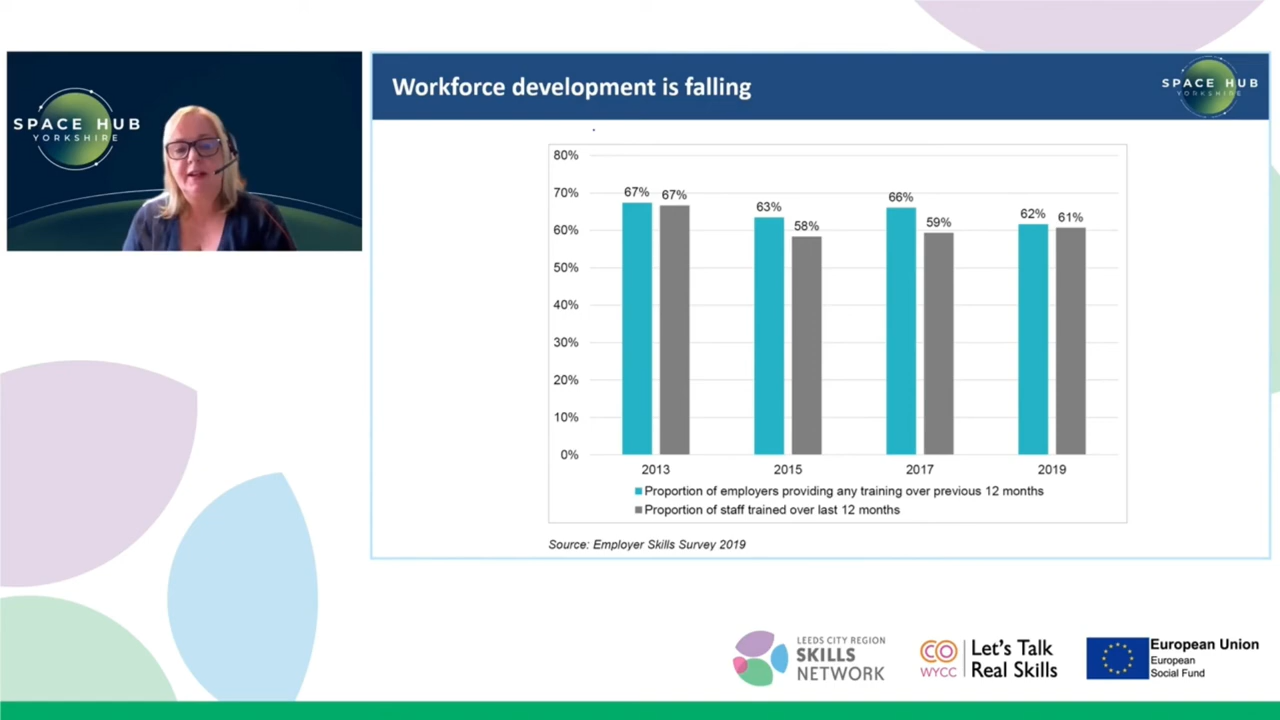 SPACE HUB
YORKSHIRE
Workforce development is falling
SPACE HUB
YORKSHIRE
80%
70%
60%
50%
40%
30%
20%
10%
0%
67%
67%
63%
58%
66%
59%
62%
61%
2013
2015
2017
2019
Proportion of employers providing any training over previous 12 months
Proportion of staff trained over last 12 months
Source: Employer Skills Survey 2019
LEEDS CITY REGION
SKILLS
NETWORK
CO
WYCC
Let's Talk
Real Skills
European Union
European
Social Fund